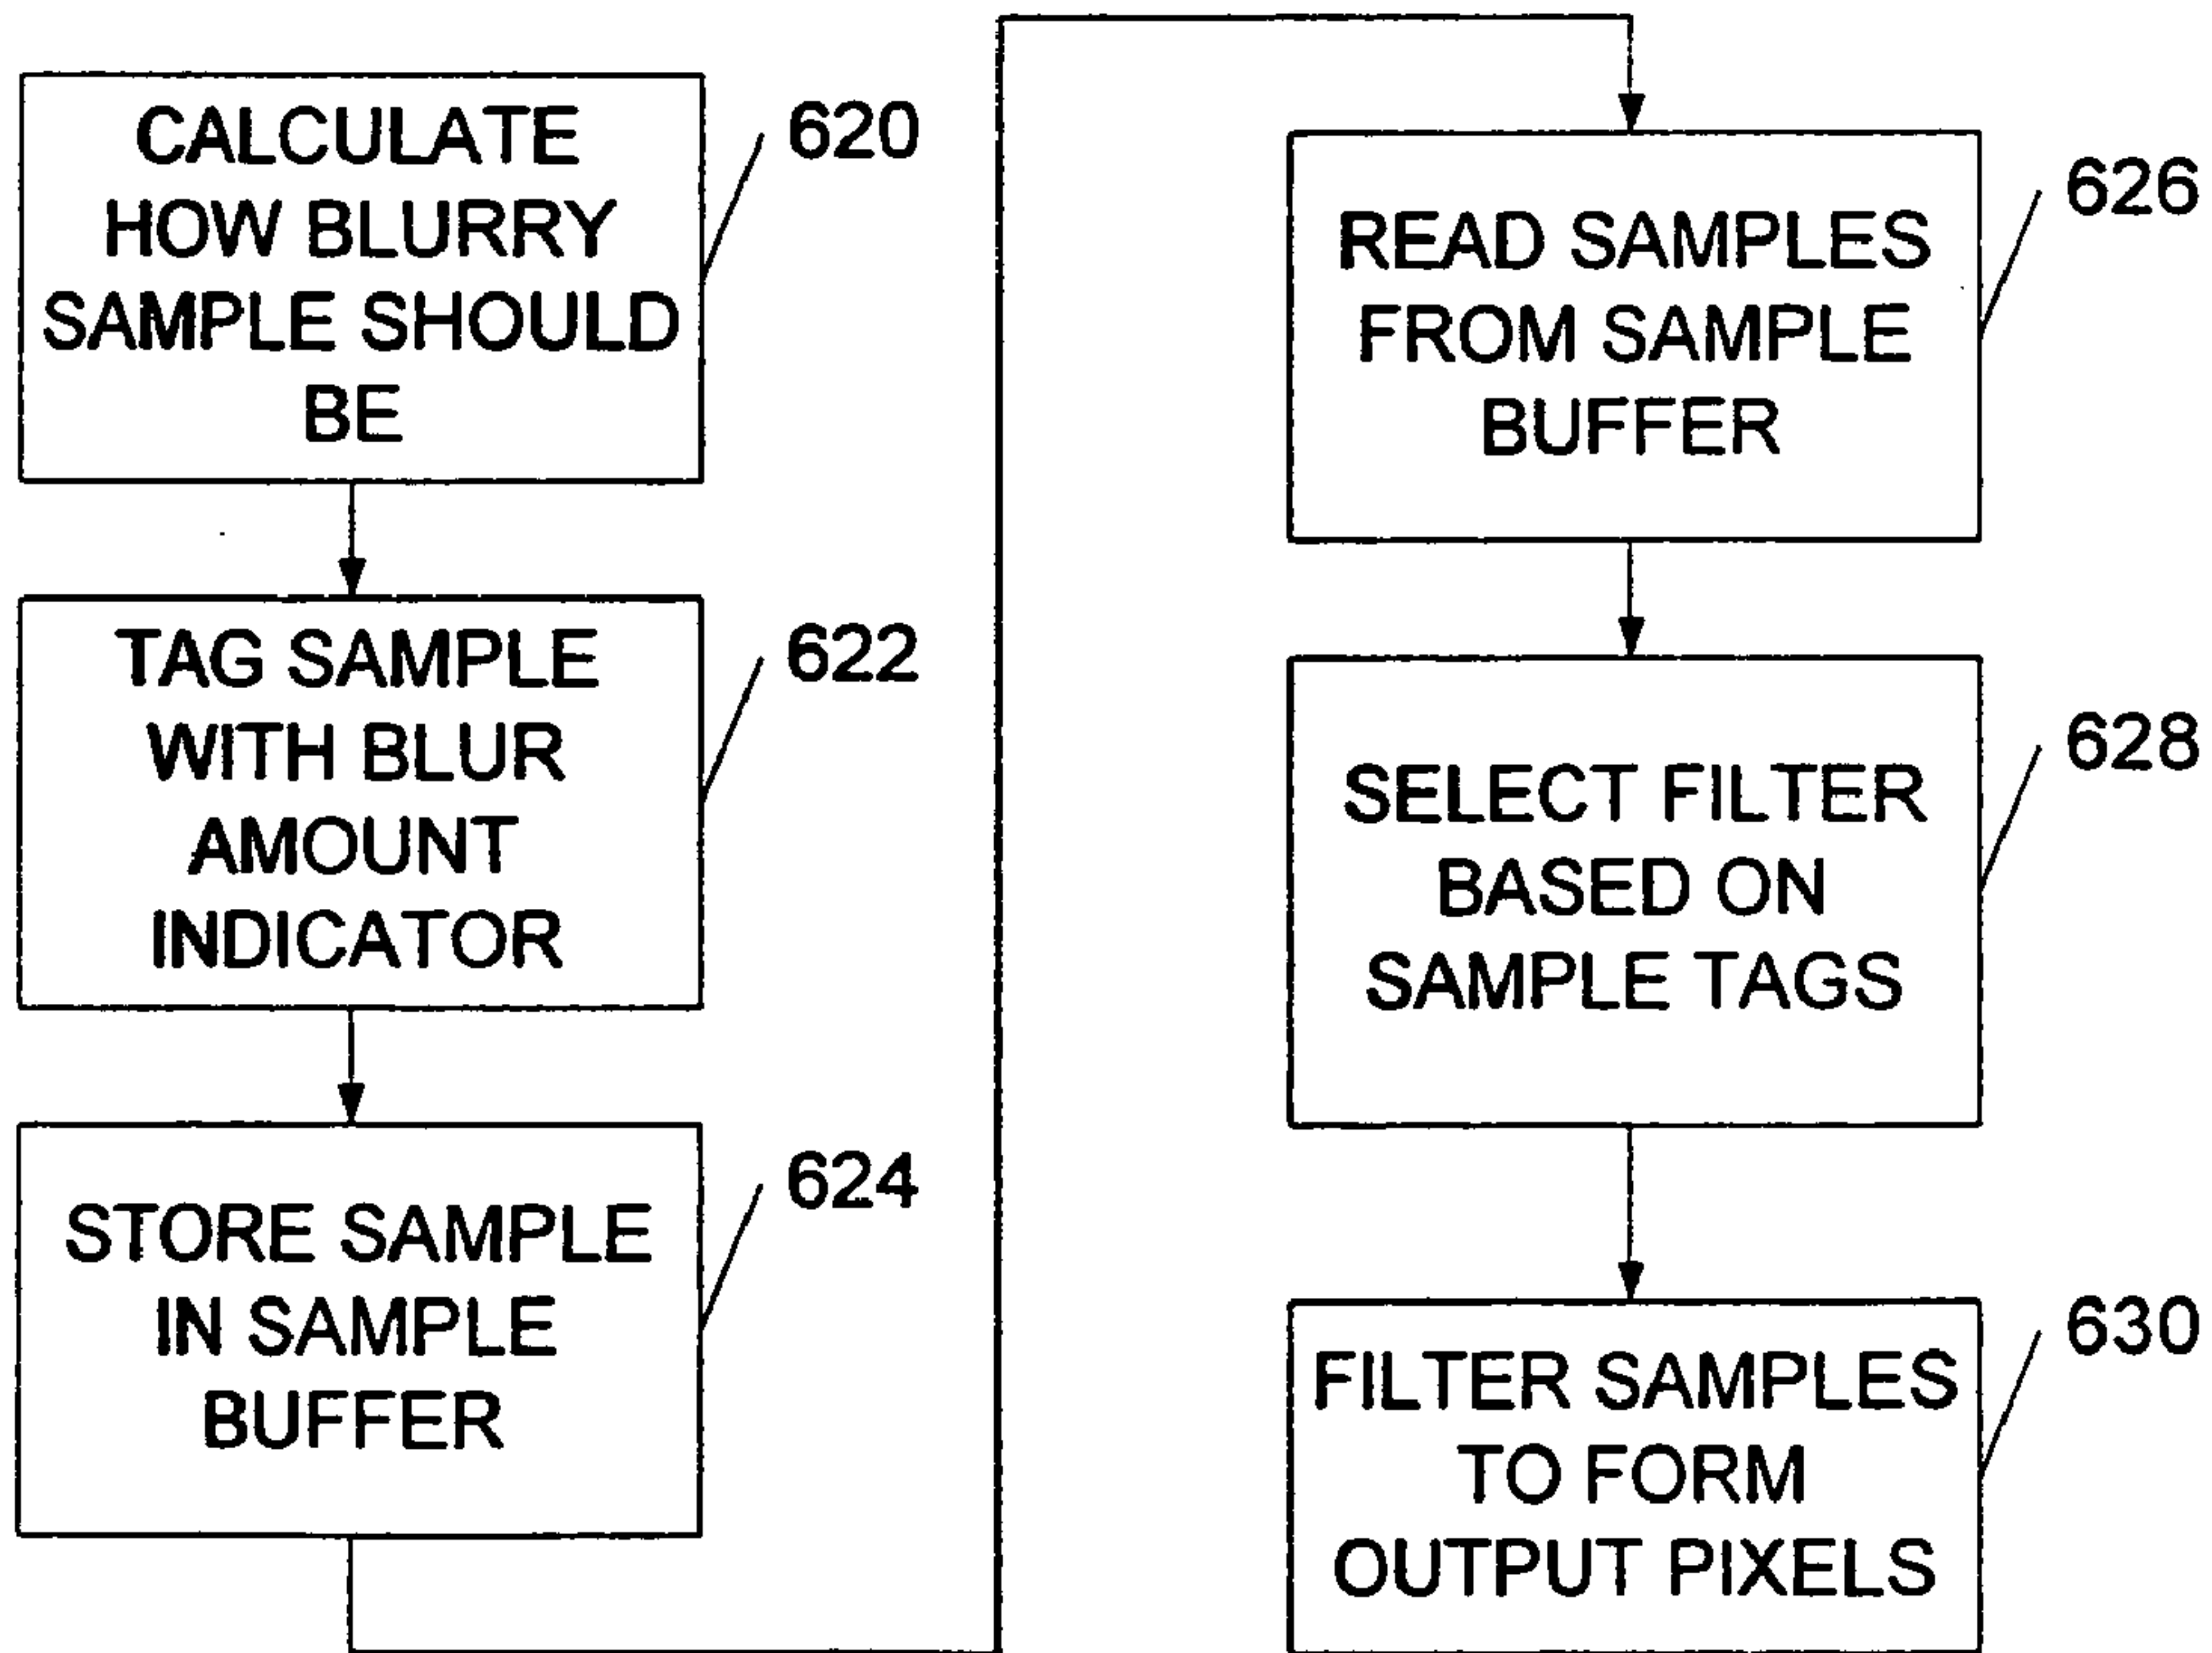 CALCULATE
HOW BLURRY
SAMPLE SHOULD
BE
620
TAG SAMPLE
WITH BLUR
AMOUNT
INDICATOR
622
STORE SAMPLE
IN SAMPLE
BUFFER
624
READ SAMPLES
FROM SAMPLE
BUFFER
626
SELECT FILTER
BASED ON
SAMPLE TAGS
628
FILTER SAMPLES
TO FORM
OUTPUT PIXELS
630